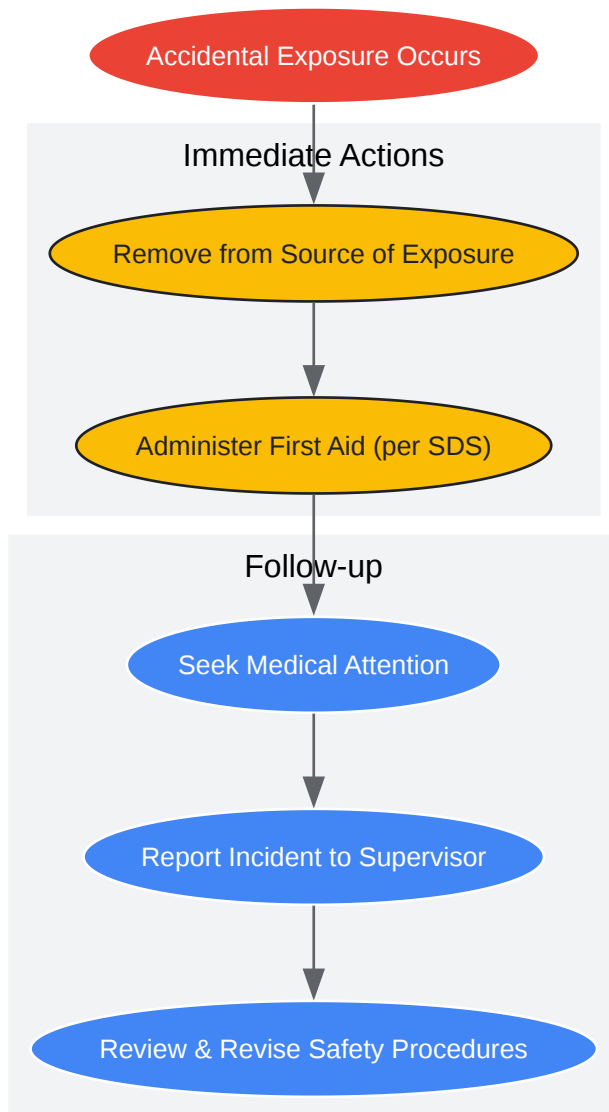 Accidental Exposure Occurs
Immediate Actions
Remove from Source of Exposure
Administer First Aid (per SDS)
Follow-up
Seek Medical Attention
Report Incident to Supervisor
Review & Revise Safety Procedures